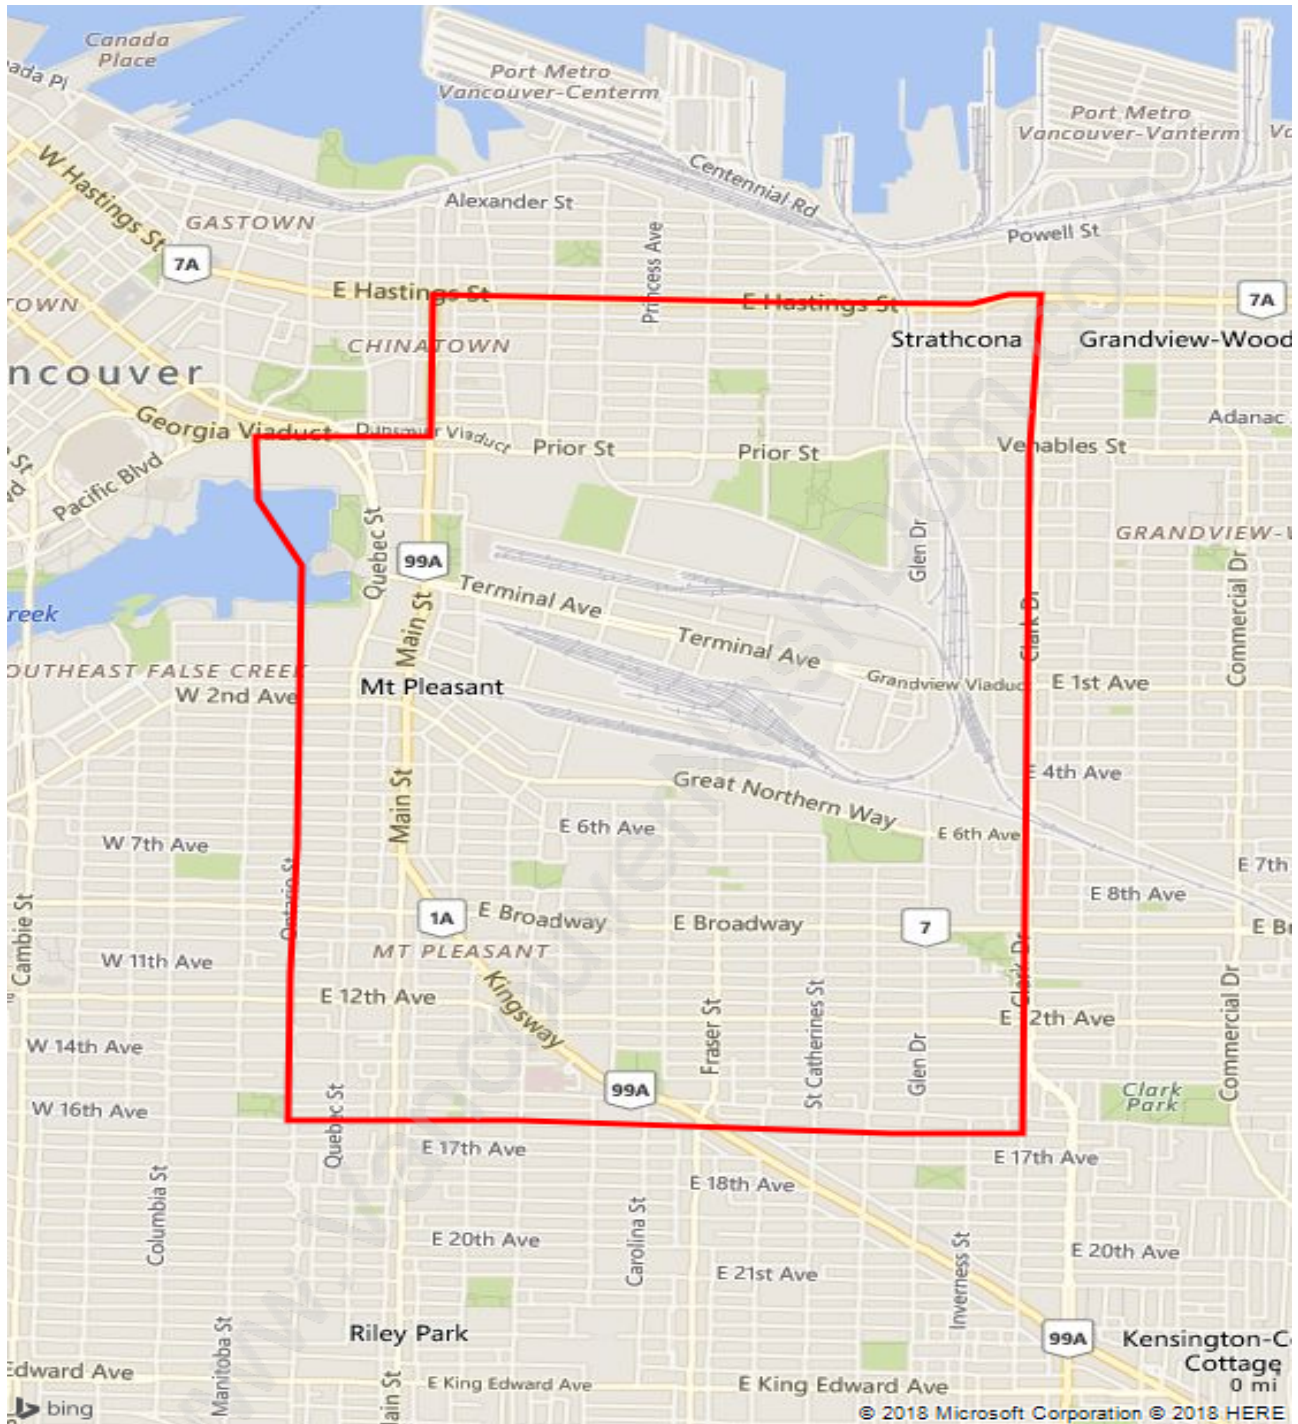 Canada
Place
ada Pl
Port Metro
Vancouver-Centerm
Port Metro
Vancouver-Vanterm
W Hastings St
Centennial Rd
Alexander St
GASTOWN
Powell St
Princess Ave
7A
E Hastings St
E Hastings St
7A
TOWN
Strathcona
Grandview-Wood
CHINATOWN
ncouver
Georgia Viaduct
Dunsmuir Viaduct
Adanac
Prior St
Prior St
Venables St
Pacific Blvd
St
Quebec St
Glen Dr
GRANDVIEW-
99A
Terminal Ave
Commercial Dr
Clark Dr
reek
Main St
Terminal Ave
OUTHEAST FALSE CREEK
W 2nd Ave
Mt Pleasant
Grandview Viaduc
E 1st Ave
Main St
Great Northern Way
E 4th Ave
E 6th Ave
E 6th Ave
W 7th Ave
E 7th
Ontario St
E 8th Ave
1A
E Broadway
E Broadway
7
E Br
Cambie St
MT PLEASANT
W 11th Ave
Clark Dr
Kingsway
E 12th Ave
E 12th Ave
Fraser St
St Catherines St
Commercial Dr
W 14th Ave
Glen Dr
99A
Clark
Park
W 16th Ave
Quebec St
E 17th Ave
E 17th Ave
E 18th Ave
Columbia St
Carolina St
E 20th Ave
E 20th Ave
Inverness St
E 21st Ave
Riley Park
99A
Manitoba St
Kensington-C
Cottage
Edward Ave
ain St
E King Edward Ave
E King Edward Ave
0 mi
bing
© 2018 Microsoft Corporation © 2018 HERE